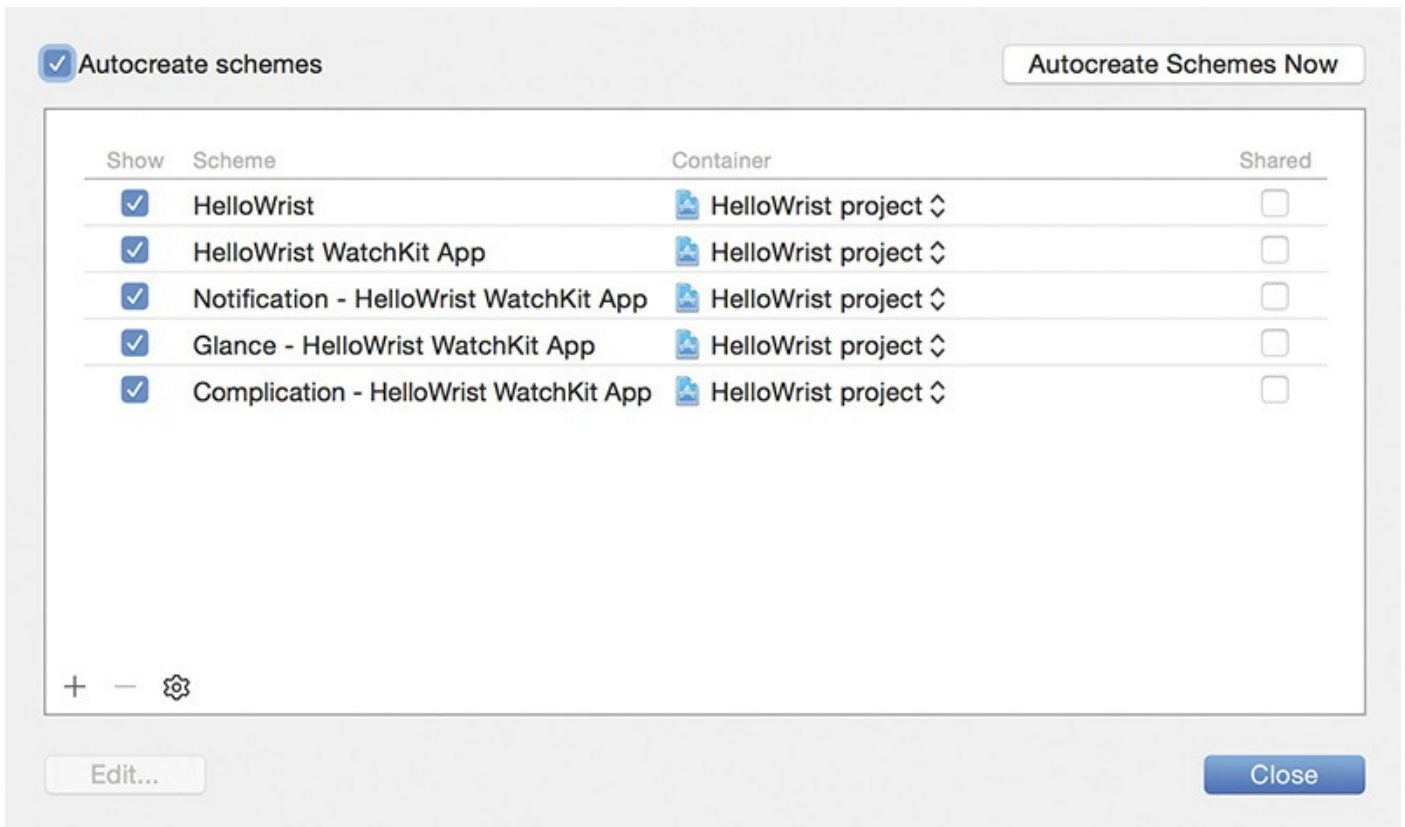 Autocreate schemes Autocreate Schemes Now
Show Scheme Container Shared
HelloWrist HelloWrist project
HelloWrist WatchKit App HelloWrist project
Notification - HelloWrist WatchKit App HelloWrist project
Glance - HelloWrist WatchKit App HelloWrist project
Complication - HelloWrist WatchKit App HelloWrist project
Edit... Close